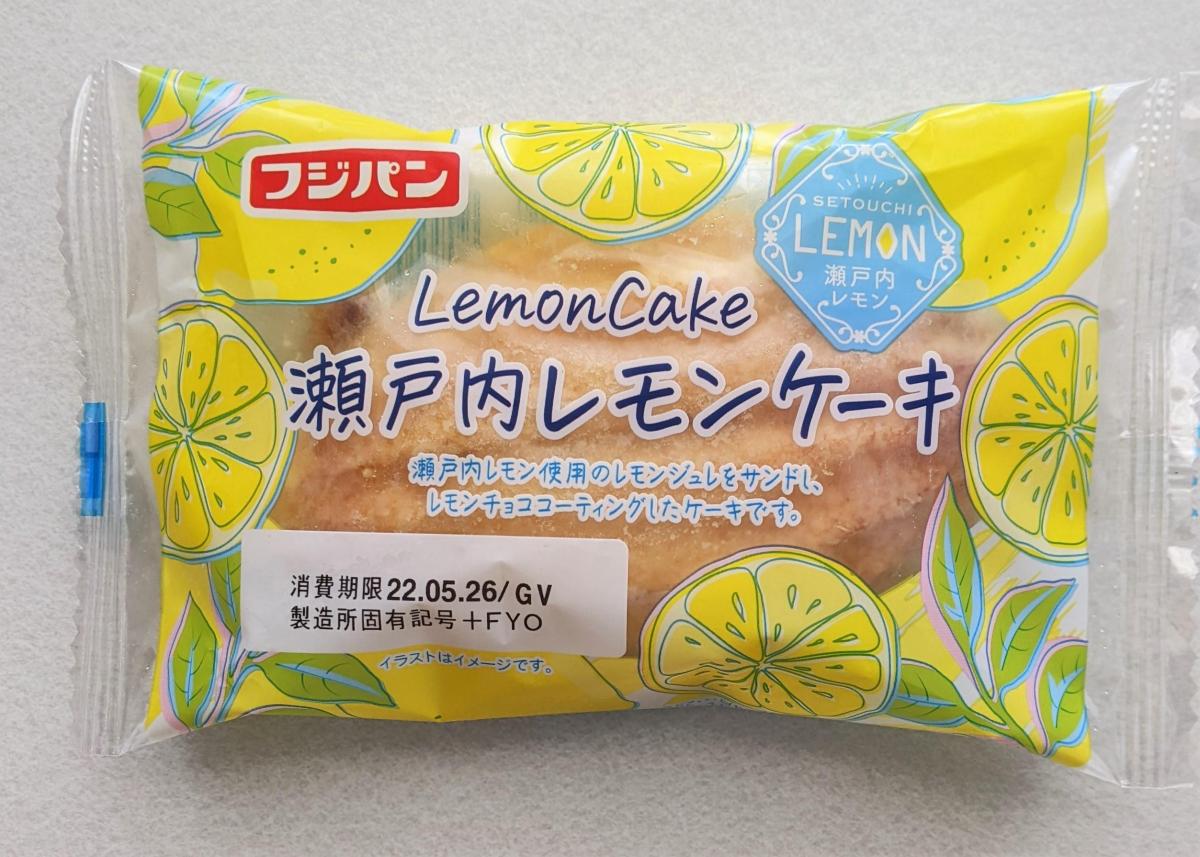 フジパン
SETOUCHI
LEMON
瀬戸内
レモン
LemonCake
瀬戸内レモンケーキ
瀬戸内レモン使用のレモンジュレをサンドし、
レモンチョココーティングしたケーキです。
消費期限22.05.26/GV
製造所固有記号+FYO
イラストはイメージです。